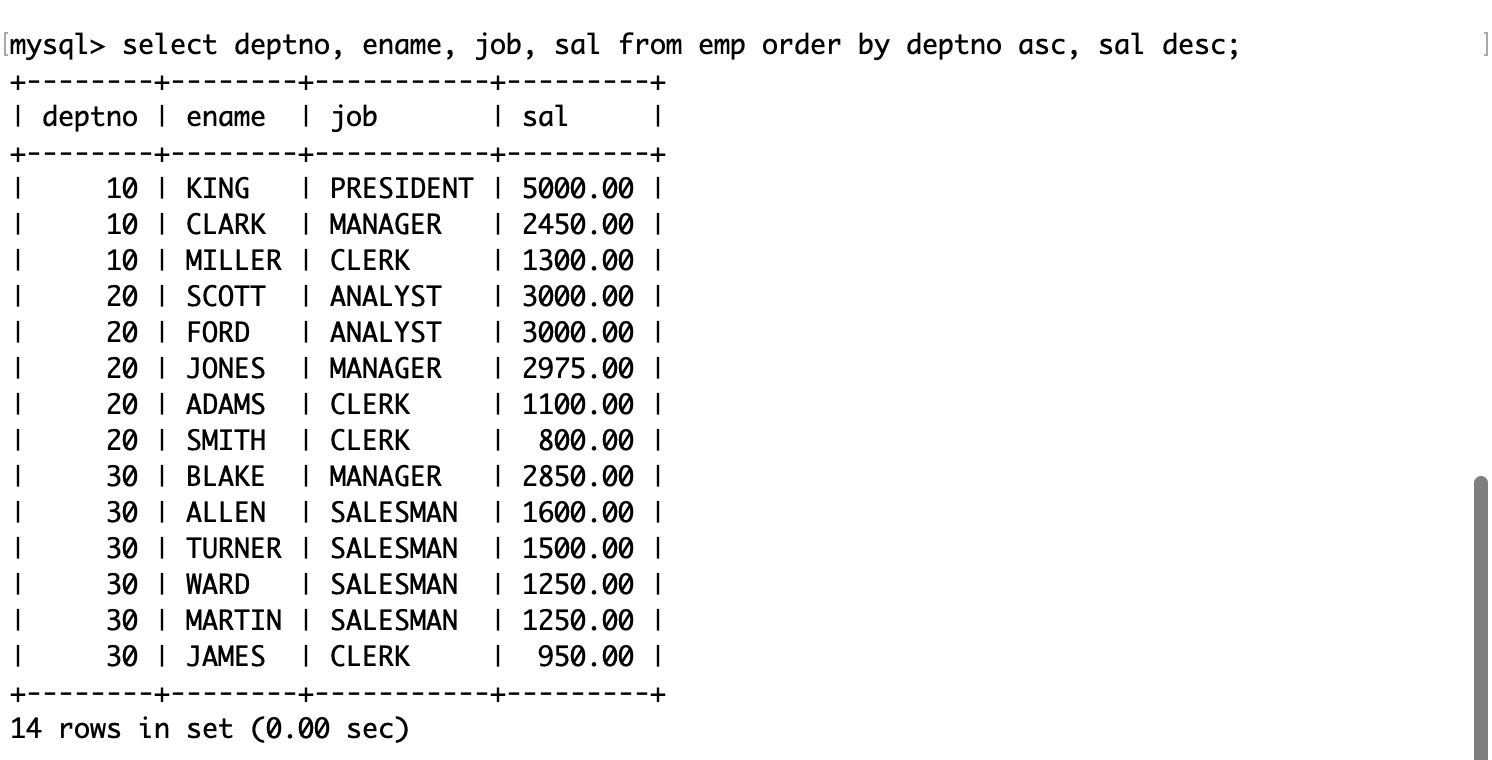 mysql> select deptno, ename, job, sal from emp order by deptno asc, sal desc;
+--------+--------+-----------+---------+
| deptno | ename  | job       | sal     |
+--------+--------+-----------+---------+
|     10 | KING   | PRESIDENT | 5000.00 |
|     10 | CLARK  | MANAGER   | 2450.00 |
|     10 | MILLER | CLERK     | 1300.00 |
|     20 | SCOTT  | ANALYST   | 3000.00 |
|     20 | FORD   | ANALYST   | 3000.00 |
|     20 | JONES  | MANAGER   | 2975.00 |
|     20 | ADAMS  | CLERK     | 1100.00 |
|     20 | SMITH  | CLERK     |  800.00 |
|     30 | BLAKE  | MANAGER   | 2850.00 |
|     30 | ALLEN  | SALESMAN  | 1600.00 |
|     30 | TURNER | SALESMAN  | 1500.00 |
|     30 | WARD   | SALESMAN  | 1250.00 |
|     30 | MARTIN | SALESMAN  | 1250.00 |
|     30 | JAMES  | CLERK     |  950.00 |
+--------+--------+-----------+---------+
14 rows in set (0.00 sec)